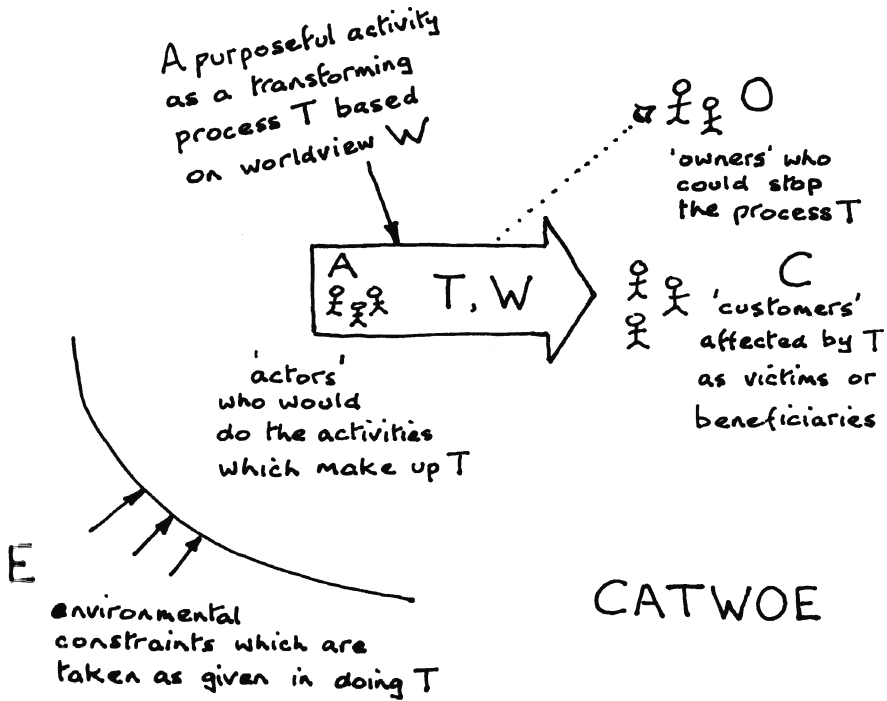 A purposeful activity
as a transforming
process T based
on worldview W
O
'owners' who
could stop
the process T
A
T, W
C
'customers'
affected by T
as victims or
beneficiaries
'actors'
who would
do the activities
which make up T
E
environmental
constraints which are
taken as given in doing T
CATWOE